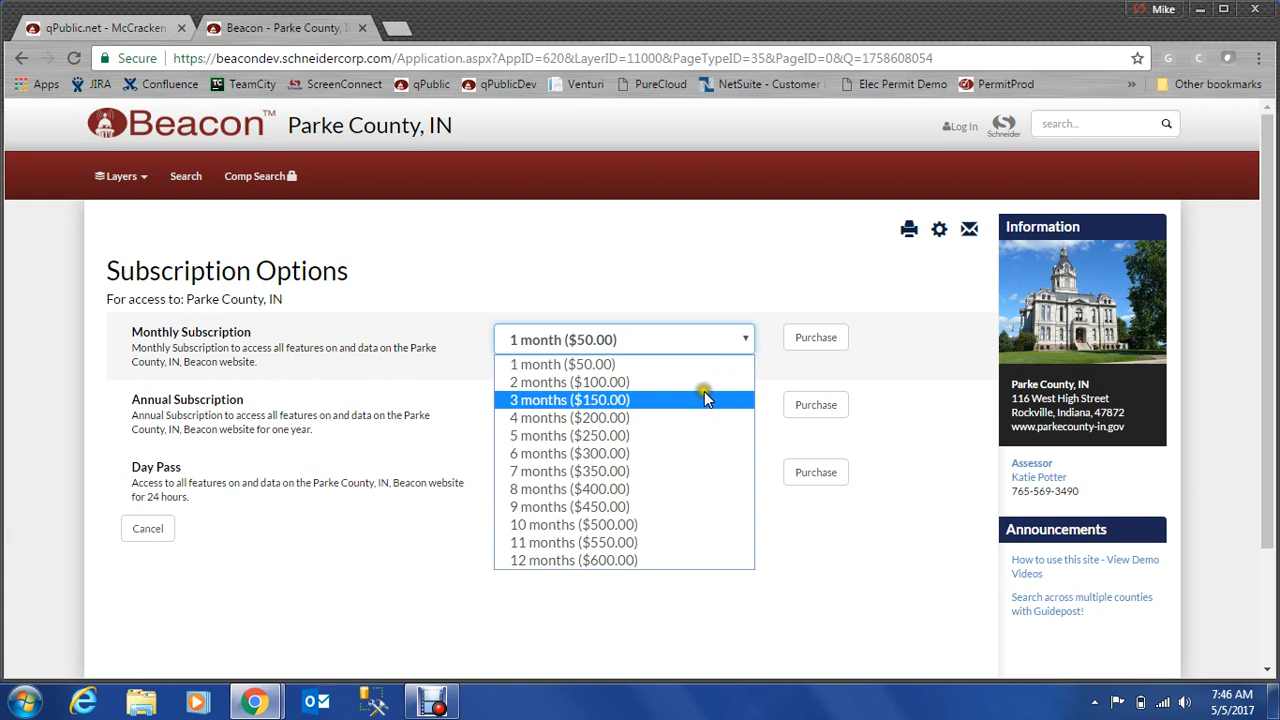 Mike
qPublic.net - McCracken
Beacon - Parke County, I
Secure
https://beacondev.schneidercorp.com/Application.aspx?AppID=620&LayerID=11000&PageTypeID=35&PageID=0&Q=1758608054
Apps JIRA Confluence TeamCity ScreenConnect qPublic qPublicDev Venturi PureCloud NetSuite - Customer Elec Permit Demo PermitProd » Other bookmarks
Beacon™ Parke County, IN
Log In Schneider search...
Layers Search Comp Search
Subscription Options
For access to: Parke County, IN
Monthly Subscription
Monthly Subscription to access all features on and data on the Parke
County, IN, Beacon website.
1 month ($50.00)
Purchase
1 month ($50.00)
2 months ($100.00)
3 months ($150.00)
4 months ($200.00)
5 months ($250.00)
6 months ($300.00)
7 months ($350.00)
8 months ($400.00)
9 months ($450.00)
10 months ($500.00)
11 months ($550.00)
12 months ($600.00)
Annual Subscription
Annual Subscription to access all features on and data on the Parke
County, IN, Beacon website for one year.
Purchase
Day Pass
Access to all features on and data on the Parke County, IN, Beacon website
for 24 hours.
Purchase
Cancel
Information
Parke County, IN
116 West High Street
Rockville, Indiana, 47872
www.parkecounty-in.gov
Assessor
Katie Potter
765-569-3490
Announcements
How to use this site - View Demo
Videos
Search across multiple counties
with Guidepost!
7:46 AM
5/5/2017